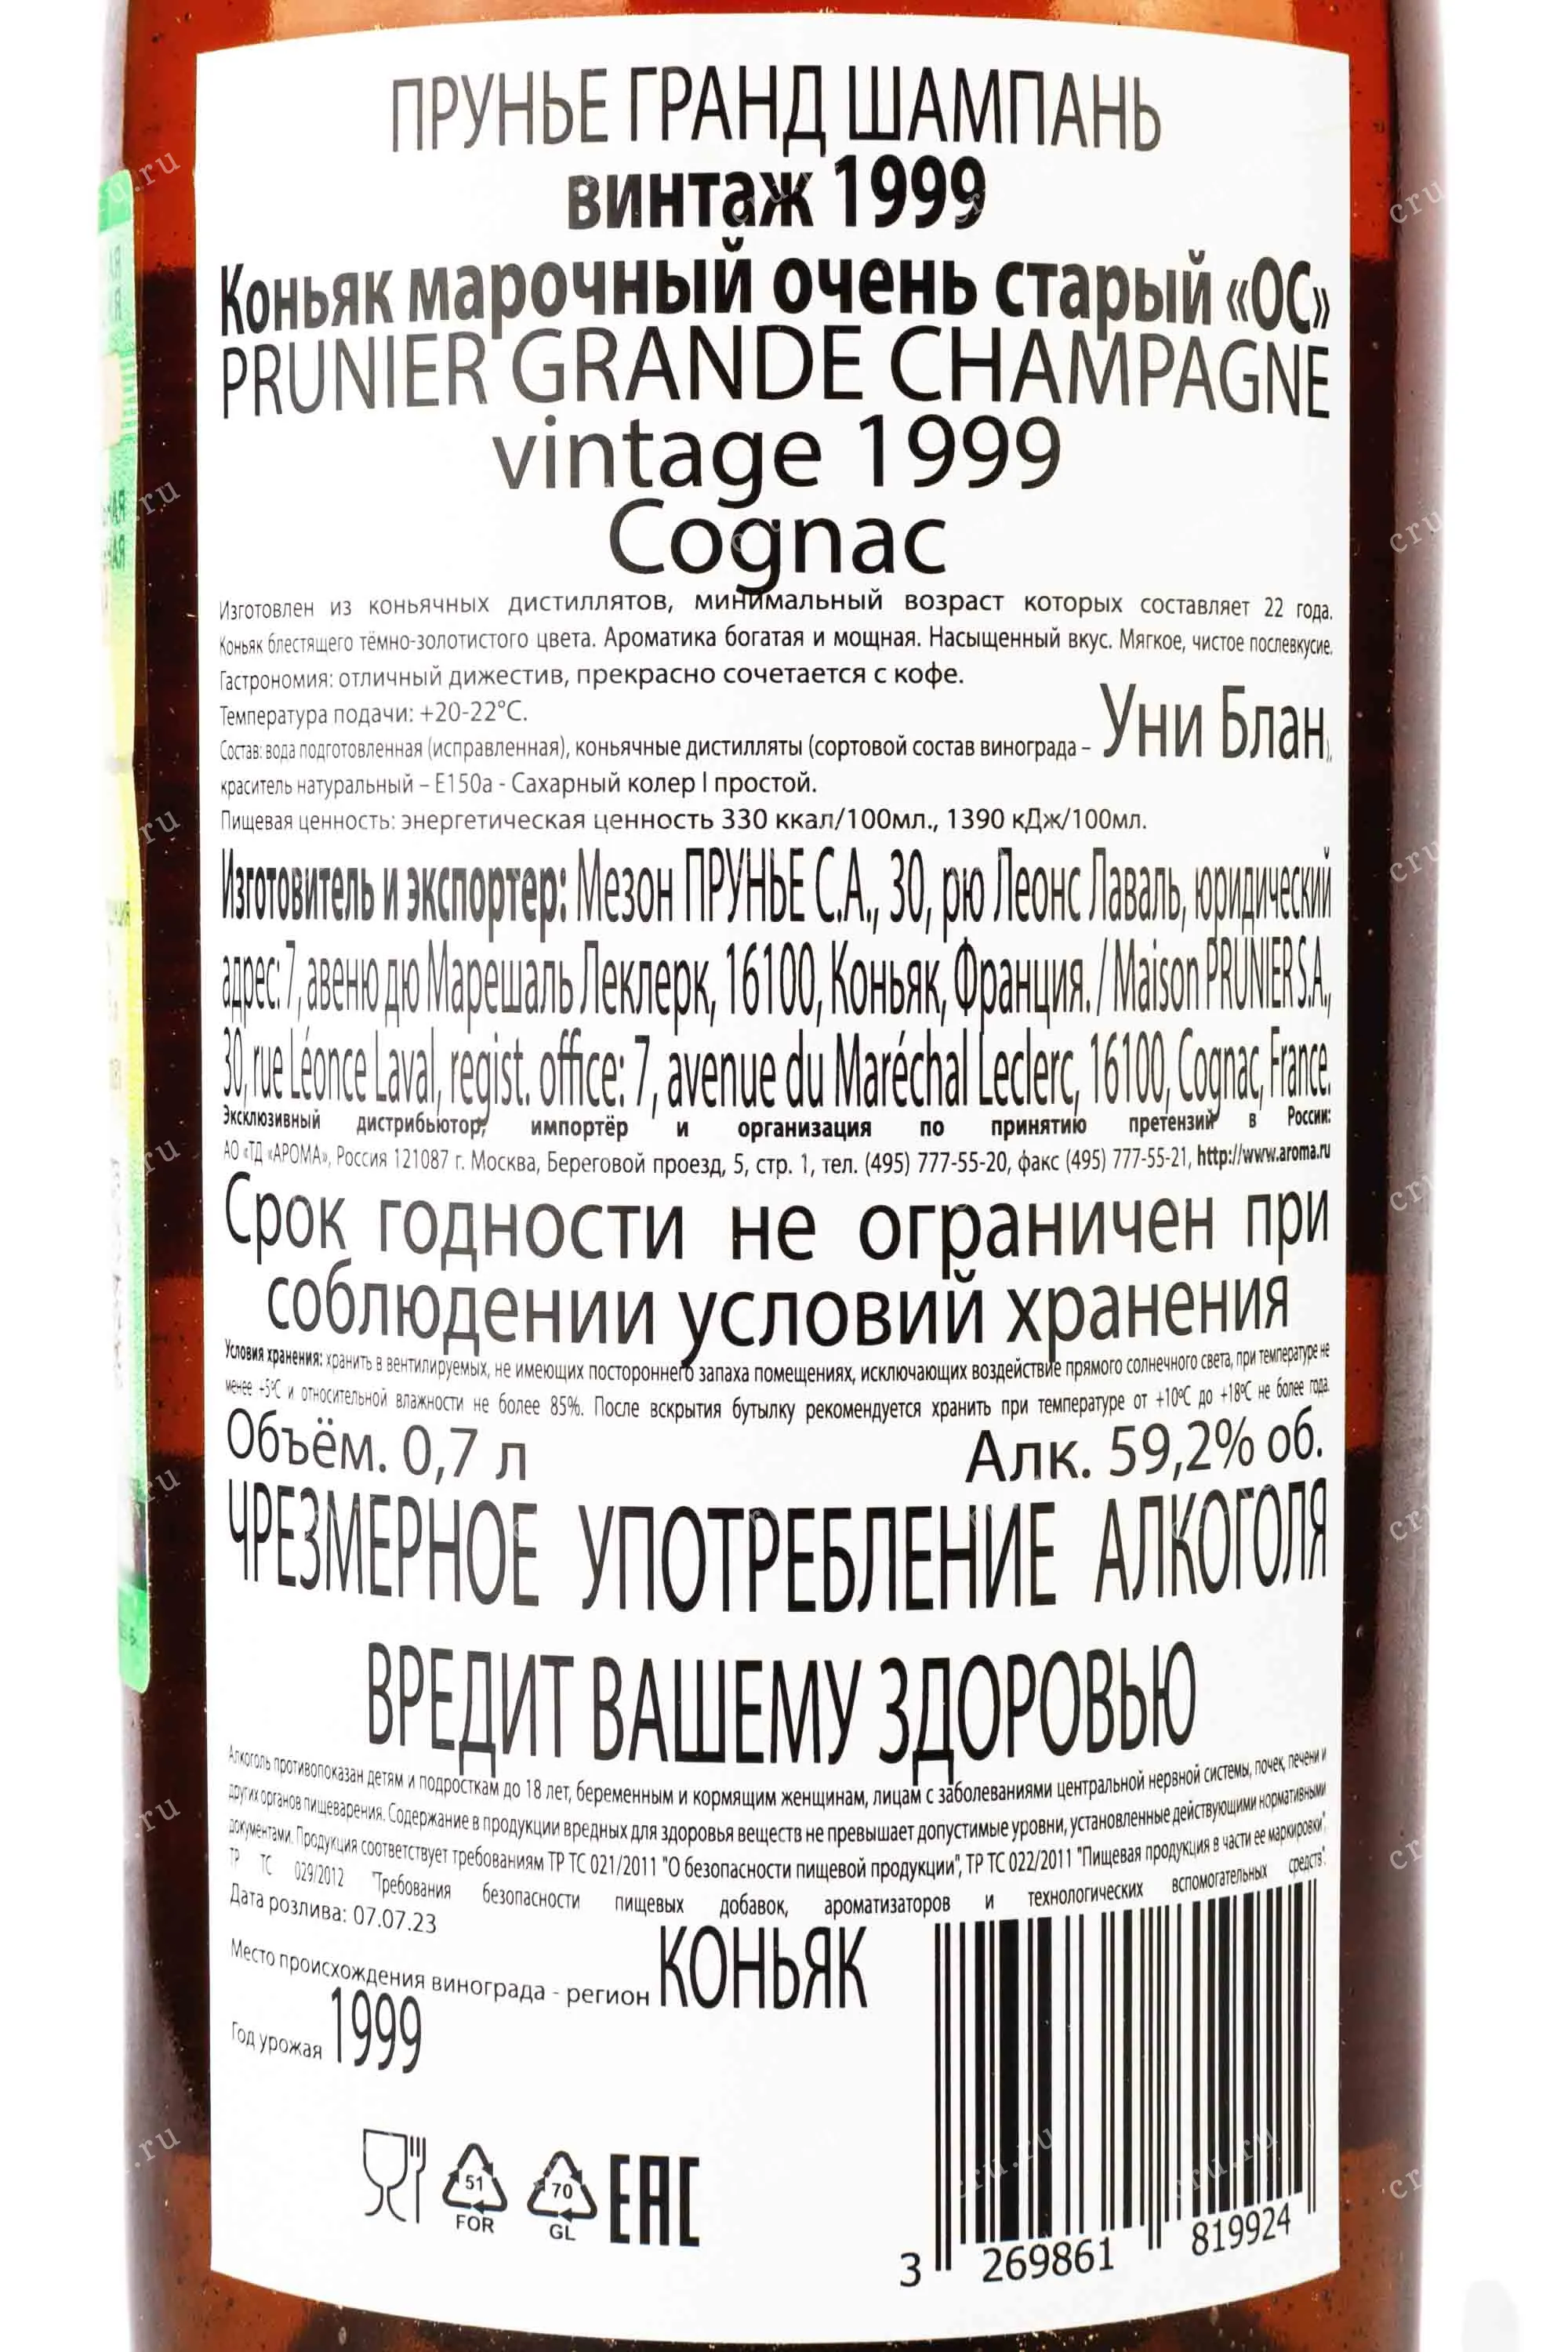 ПРУНЬЕ ГРАНД ШАМПАНЬ
винтаж 1999
Коньяк марочный очень старый «ОС»
PRUNIER GRANDE CHAMPAGNE
vintage 1999
Cognac
Изготовлен из коньячных дистиллятов, минимальный возраст которых составляет 22 года.
Коньяк блестящего тёмно-золотистого цвета. Ароматика богатая и мощная. Насыщенный вкус. Мягкое, чистое послевкусие.
Гастрономия: отличный дижестив, прекрасно сочетается с кофе.
Температура подачи: +20-22°С.
Состав: вода подготовленная (исправленная), коньячные дистилляты (сортовой состав винограда – Уни Блан),
краситель натуральный – Е150а - Сахарный колер I простой.
Пищевая ценность: энергетическая ценность 330 ккал/100мл., 1390 кДж/100мл.
Изготовитель и экспортер: Мезон ПРУНЬЕ С.А., 30, рю Леонс Лаваль, юридический
адрес: 7, авеню дю Марешаль Леклерк, 16100, Коньяк, Франция. / Maison PRUNIER S.A.,
30, rue Léonce Laval, regist. office: 7, avenue du Maréchal Leclerc, 16100, Cognac, France.
Эксклюзивный дистрибьютор, импортёр и организация по принятию претензий в России:
АО «ТД «АРОМА», Россия 121087 г. Москва, Береговой проезд, 5, стр. 1, тел. (495) 777-55-20, факс (495) 777-55-21, http://www.aroma.ru
Срок годности не ограничен при
соблюдении условий хранения
Условия хранения: хранить в вентилируемых, не имеющих постороннего запаха помещениях, исключающих воздействие прямого солнечного света, при температуре не
менее +5°С и относительной влажности не более 85%. После вскрытия бутылку рекомендуется хранить при температуре от +10°С до +18°С не более года.
Объём. 0,7 л Алк. 59,2% об.
ЧРЕЗМЕРНОЕ УПОТРЕБЛЕНИЕ АЛКОГОЛЯ
ВРЕДИТ ВАШЕМУ ЗДОРОВЬЮ
Алкоголь противопоказан детям и подросткам до 18 лет, беременным и кормящим женщинам, лицам с заболеваниями центральной нервной системы, почек, печени и
других органов пищеварения. Содержание в продукции вредных для здоровья веществ не превышает допустимые уровни, установленные действующими нормативными
документами. Продукция соответствует требованиям ТР ТС 021/2011 "О безопасности пищевой продукции", ТР ТС 022/2011 "Пищевая продукция в части ее маркировки",
ТР ТС 029/2012 "Требования безопасности пищевых добавок, ароматизаторов и технологических вспомогательных средств".
Дата розлива: 07.07.23
Место происхождения винограда - регион КОНЬЯК
Год урожая 1999
51
FOR
70
GL
ЕАС
3 269861 819924
cru.ru